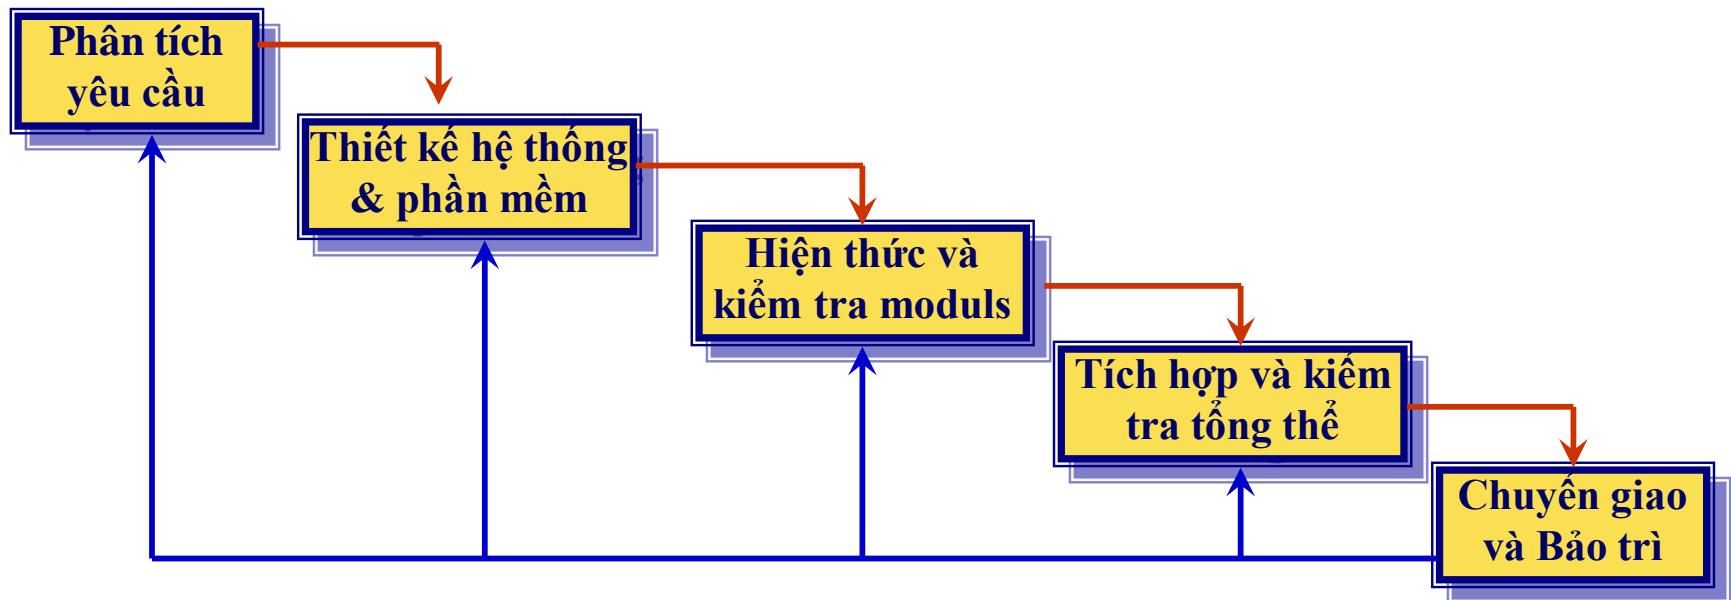 Phân tích
yêu cầu
Thiết kế hệ thống
& phần mềm
Hiện thức và
kiểm tra moduls
Tích hợp và kiểm
tra tổng thể
Chuyển giao
và Bảo trì